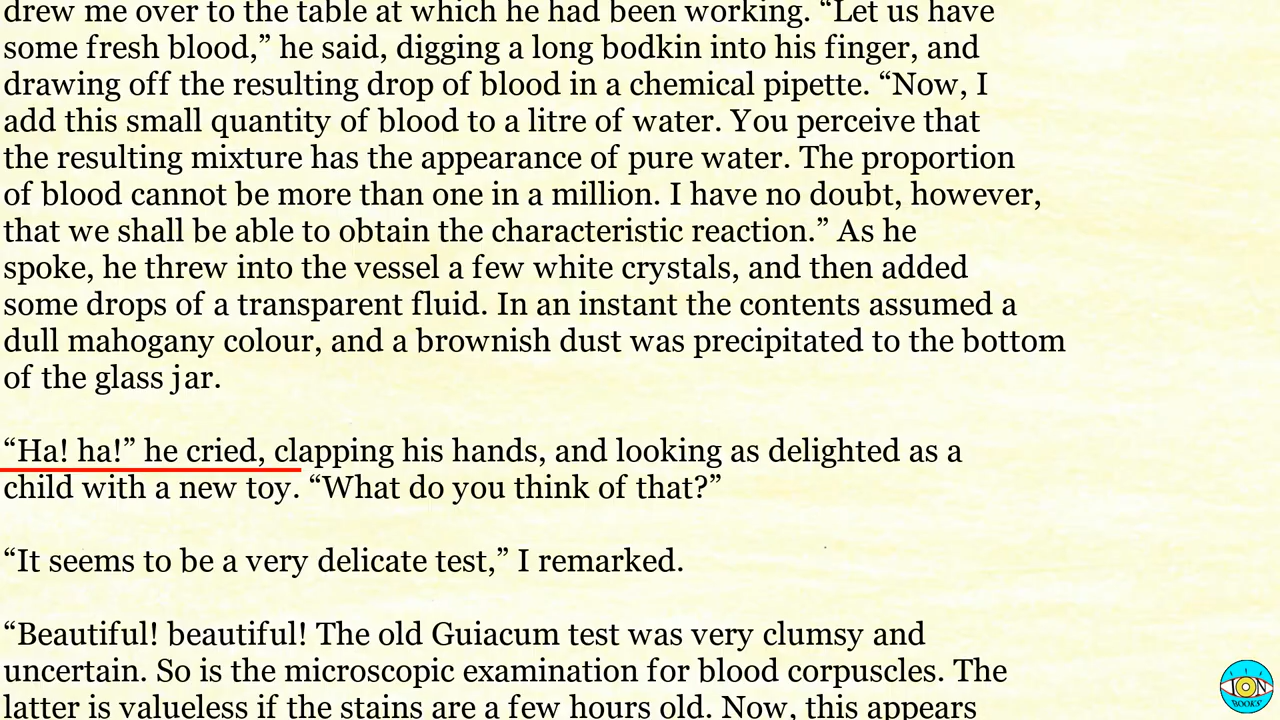 drew me over to the table at which he had been working. “Let us have
some fresh blood,” he said, digging a long bodkin into his finger, and
drawing off the resulting drop of blood in a chemical pipette. “Now, I
add this small quantity of blood to a litre of water. You perceive that
the resulting mixture has the appearance of pure water. The proportion
of blood cannot be more than one in a million. I have no doubt, however,
that we shall be able to obtain the characteristic reaction.” As he
spoke, he threw into the vessel a few white crystals, and then added
some drops of a transparent fluid. In an instant the contents assumed a
dull mahogany colour, and a brownish dust was precipitated to the bottom
of the glass jar.
“Ha! ha!” he cried, clapping his hands, and looking as delighted as a
child with a new toy. “What do you think of that?”
“It seems to be a very delicate test,” I remarked.
“Beautiful! beautiful! The old Guiacum test was very clumsy and
uncertain. So is the microscopic examination for blood corpuscles. The
latter is valueless if the stains are a few hours old. Now, this appears
ION
BOOKS